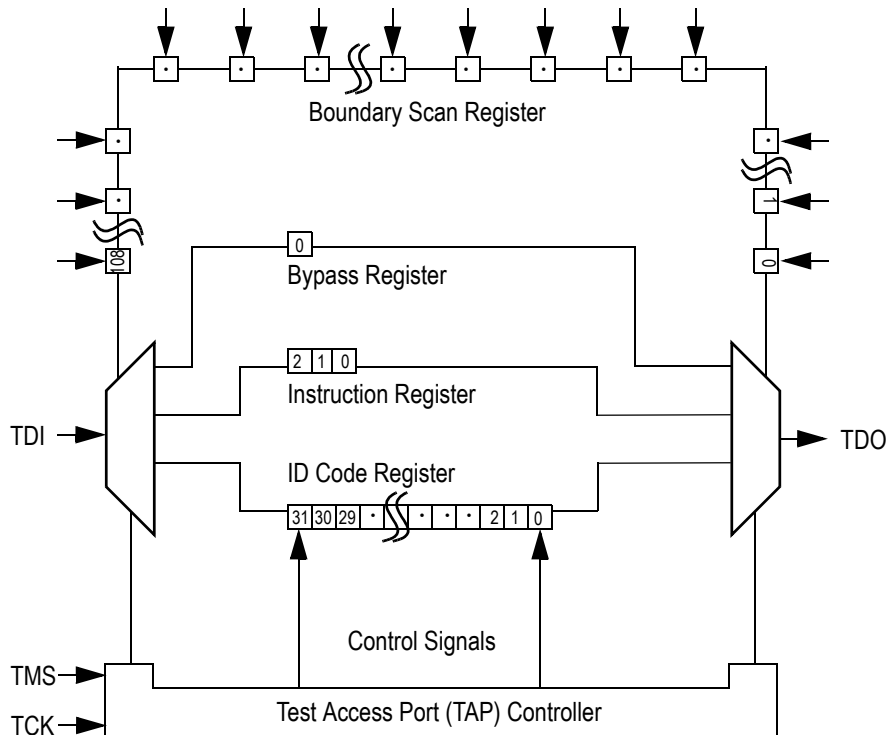 · · · · · · · ·
Boundary Scan Register
· ·
· 1
108 0
0
Bypass Register
2 1 0
Instruction Register
TDI
TDO
ID Code Register
31 30 29 · · · · 2 1 0
Control Signals
TMS
Test Access Port (TAP) Controller
TCK